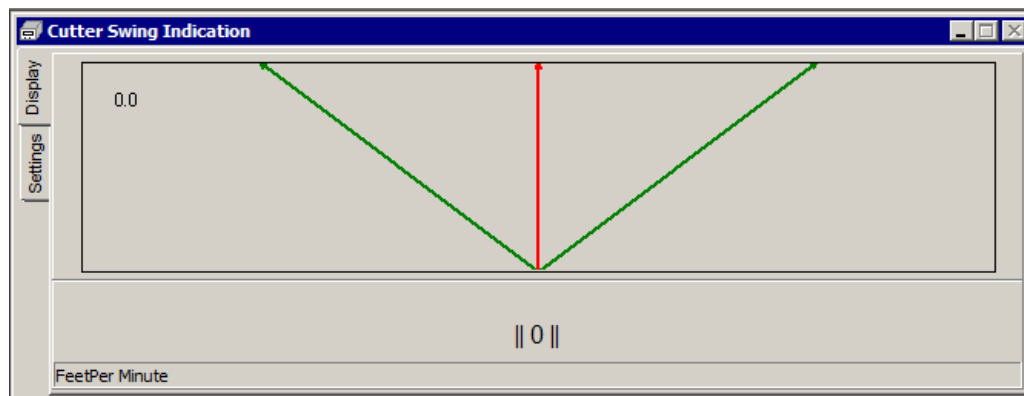 Cutter Swing Indication
Display
Settings
0.0
|| 0 ||
FeetPer Minute